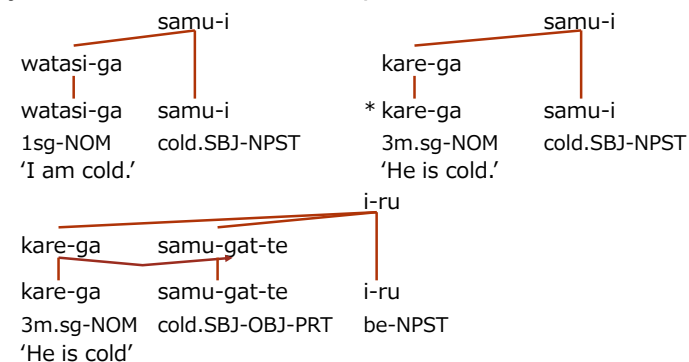 samu-i samu-i
watasi-ga kare-ga
watasi-ga samu-i * kare-ga samu-i
1sg-NOM cold.SBJ-NPST 3m.sg-NOM cold.SBJ-NPST
‘I am cold.’ ‘He is cold.’
i-ru
kare-ga samu-gat-te
kare-ga samu-gat-te i-ru
3m.sg-NOM cold.SBJ-OBJ-PRT be-NPST
‘He is cold’